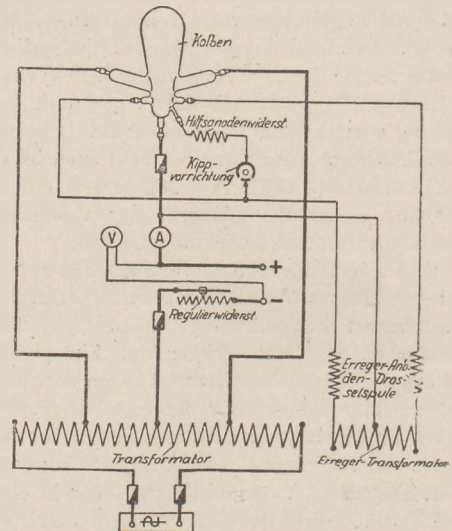 Kolben
Hilfsanodenwiderst.
Kipp-
vorrichtung
V
A
+
-
Regulierwiderst.
Erreger-Ano-
den-Dros-
selspule
Transformator
Erreger-Transformator